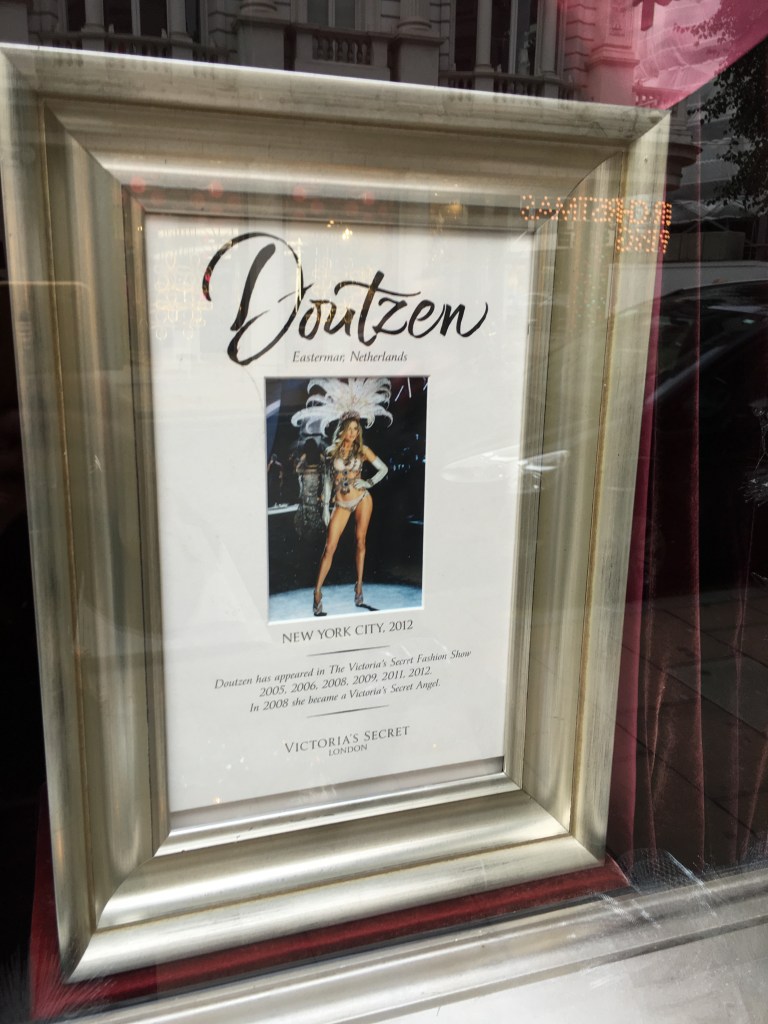 Doutzen
Eastermar, Netherlands
NEW YORK CITY, 2012
Doutzen has appeared in The Victoria's Secret Fashion Show
2005, 2006, 2008, 2009, 2011, 2012.
In 2008 she became a Victoria's Secret Angel.
VICTORIA'S SECRET
LONDON